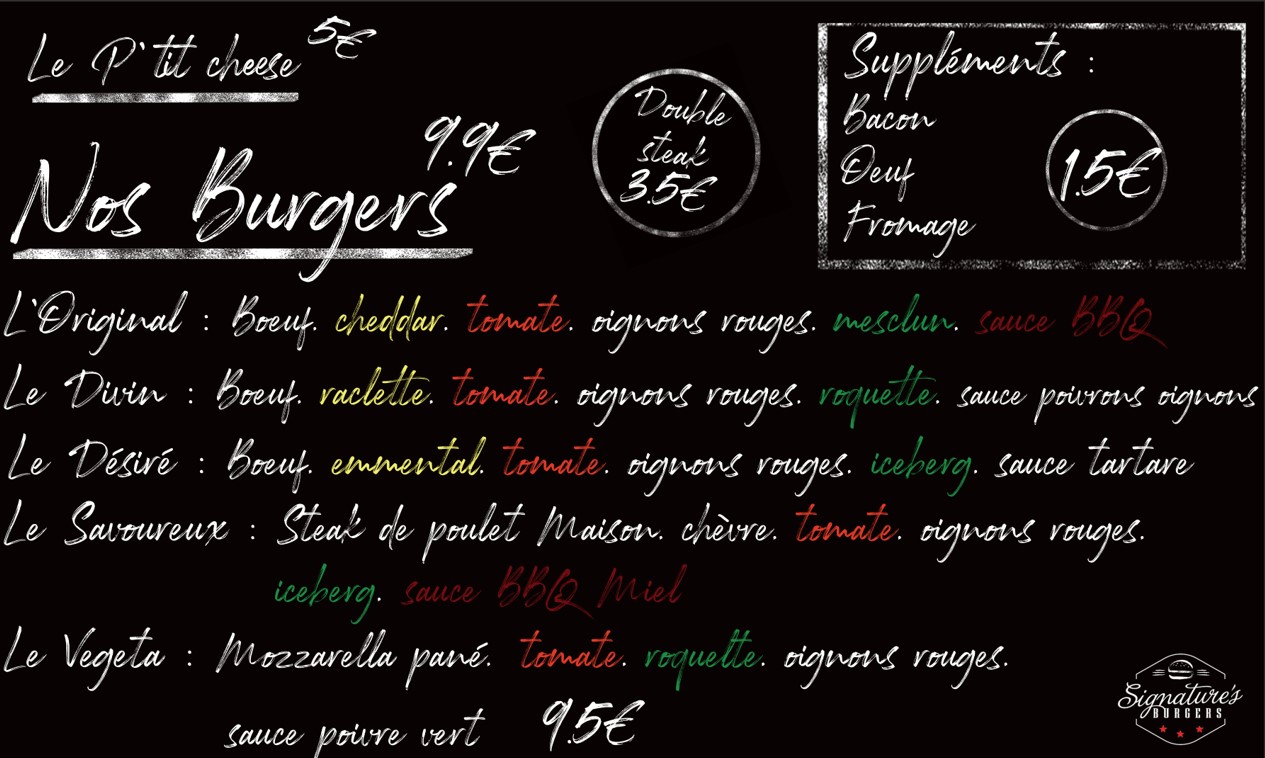 Le P'tit cheese 5€
Nos Burgers 9.9€
Double
steak
3.5€
Suppléments :
Bacon
Oeuf
Fromage
1.5€
L'Original : Boeuf. cheddar. tomate. oignons rouges. mesclun. sauce BBQ
Le Divin : Boeuf. raclette. tomate. oignons rouges. roquette. sauce poivrons oignons
Le Désiré : Boeuf. emmental. tomate. oignons rouges. iceberg. sauce tartare
Le Savoureux : Steak de poulet Maison. chèvre. tomate. oignons rouges.
iceberg. sauce BBQ Miel
Le Vegeta : Mozzarella pané. tomate. roquette. oignons rouges.
sauce poivre vert 9.5€
Signature's
BURGERS